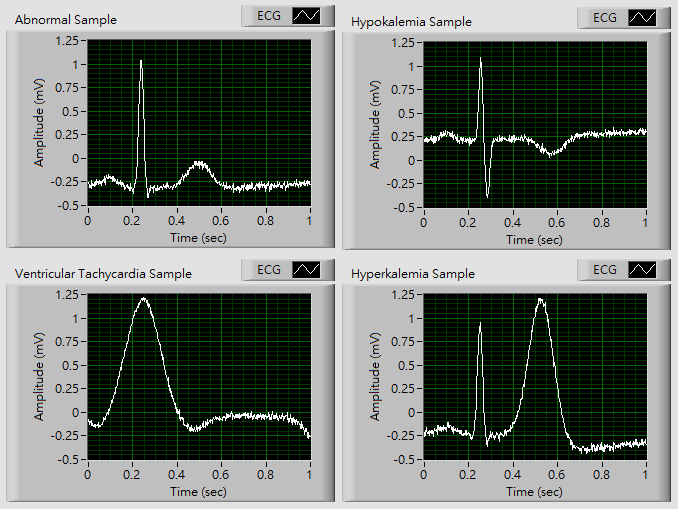 Abnormal Sample
ECG
1.25
1
0.75
0.5
0.25
0
-0.25
-0.5
Amplitude (mV)
0 0.2 0.4 0.6 0.8 1
Time (sec)
Hypokalemia Sample
ECG
1.25
1
0.75
0.5
0.25
0
-0.25
-0.5
Amplitude (mV)
0 0.2 0.4 0.6 0.8 1
Time (sec)
Ventricular Tachycardia Sample
ECG
1.25
1
0.75
0.5
0.25
0
-0.25
-0.5
Amplitude (mV)
0 0.2 0.4 0.6 0.8 1
Time (sec)
Hyperkalemia Sample
ECG
1.25
1
0.75
0.5
0.25
0
-0.25
-0.5
Amplitude (mV)
0 0.2 0.4 0.6 0.8 1
Time (sec)